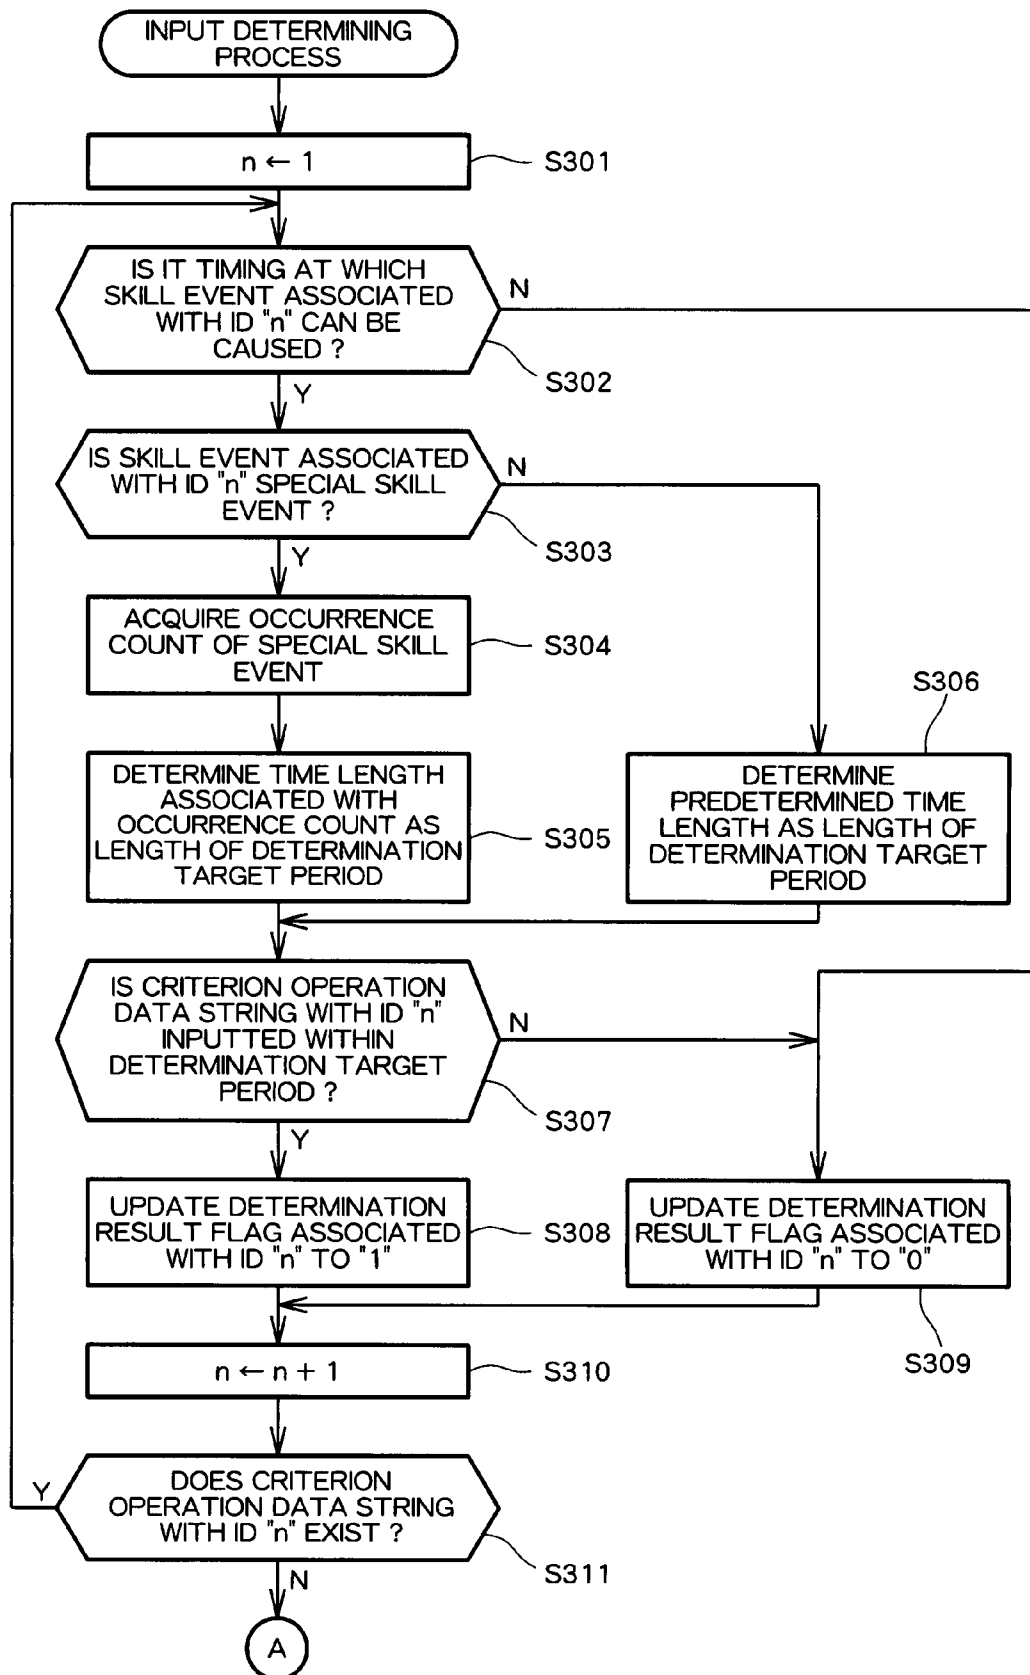 INPUT DETERMINING
PROCESS
n ← 1
S301
IS IT TIMING AT WHICH
SKILL EVENT ASSOCIATED
WITH ID "n" CAN BE
CAUSED ?
N
S302
Y
IS SKILL EVENT ASSOCIATED
WITH ID "n" SPECIAL SKILL
EVENT ?
N
S303
Y
ACQUIRE OCCURRENCE
COUNT OF SPECIAL SKILL
EVENT
S304
S306
DETERMINE TIME LENGTH
ASSOCIATED WITH
OCCURRENCE COUNT AS
LENGTH OF DETERMINATION
TARGET PERIOD
S305
DETERMINE
PREDETERMINED TIME
LENGTH AS LENGTH OF
DETERMINATION TARGET
PERIOD
IS CRITERION OPERATION
DATA STRING WITH ID "n"
INPUTTED WITHIN
DETERMINATION TARGET
PERIOD ?
N
S307
Y
UPDATE DETERMINATION
RESULT FLAG ASSOCIATED
WITH ID "n" TO "1"
S308
UPDATE DETERMINATION
RESULT FLAG ASSOCIATED
WITH ID "n" TO "0"
S309
n ← n + 1
S310
DOES CRITERION
OPERATION DATA STRING
WITH ID "n" EXIST ?
Y
S311
N
A